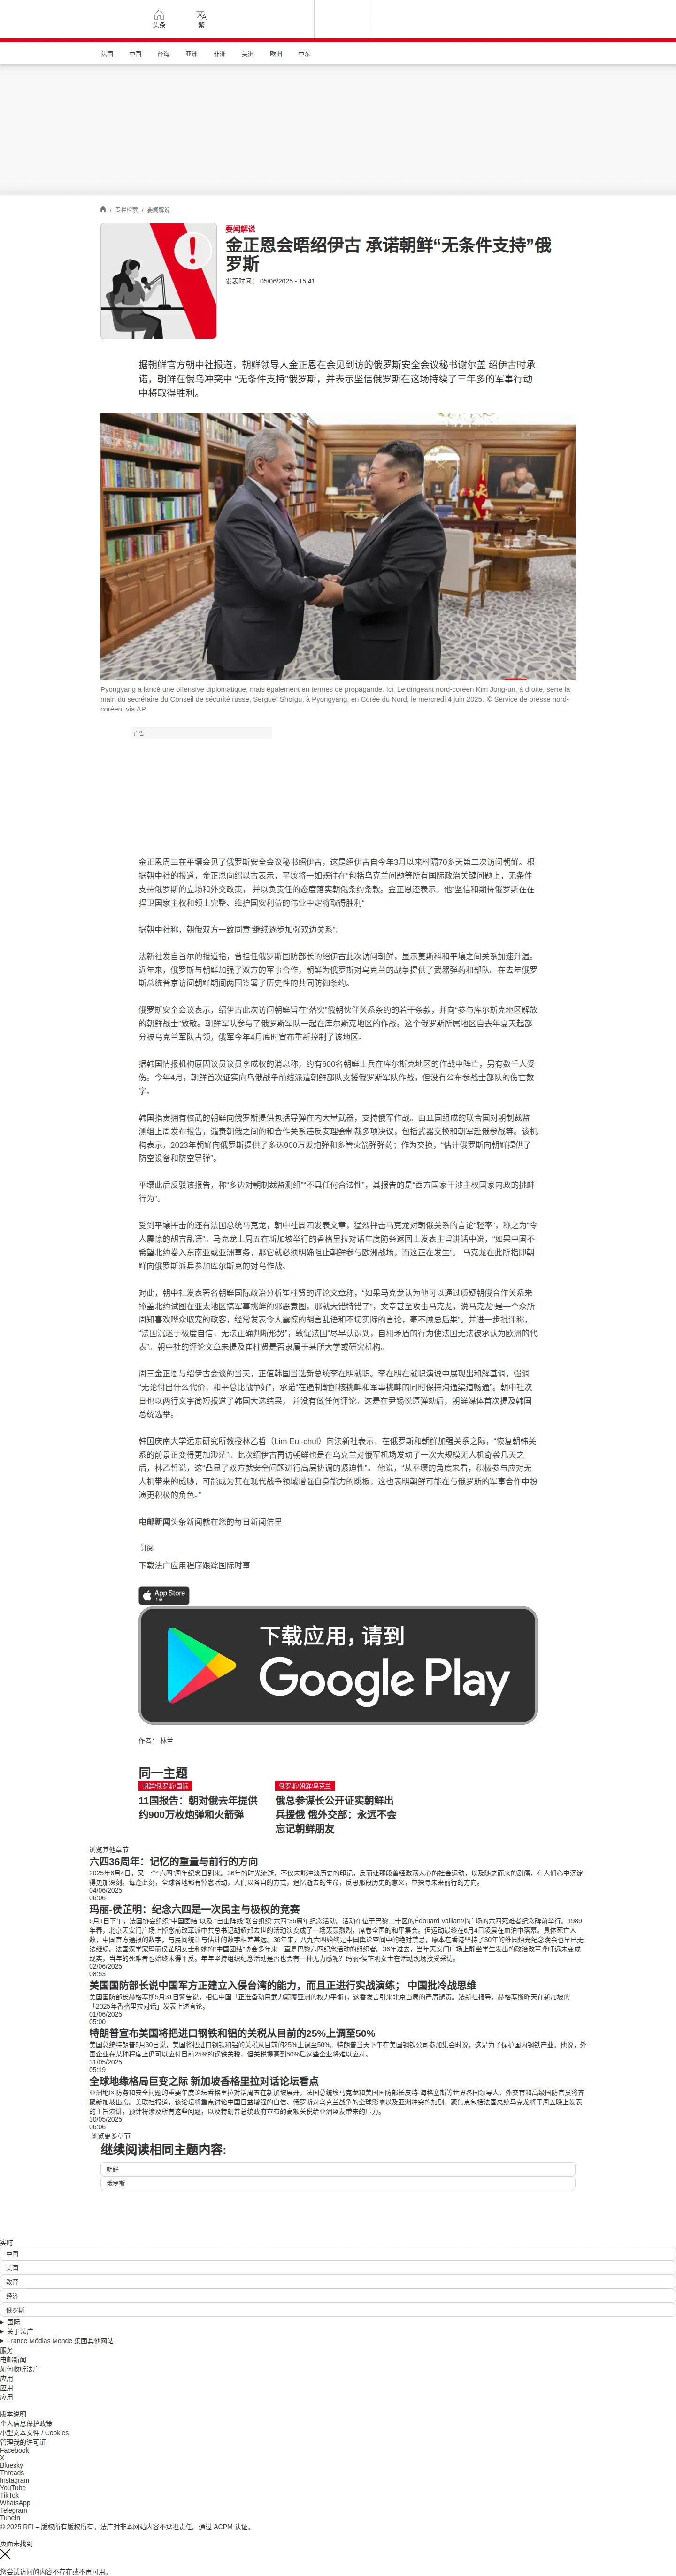 头条
繁
法国
中国
台海
亚洲
非洲
美洲
欧洲
中东
/ 专栏检索 / 要闻解说
要闻解说
金正恩会晤绍伊古 承诺朝鲜“无条件支持”俄
罗斯
发表时间： 05/06/2025 - 15:41
据朝鲜官方朝中社报道，朝鲜领导人金正恩在会见到访的俄罗斯安全会议秘书谢尔盖 绍伊古时承
诺，朝鲜在俄乌冲突中 “无条件支持”俄罗斯，并表示坚信俄罗斯在这场持续了三年多的军事行动
中将取得胜利。
Pyongyang a lancé une offensive diplomatique, mais également en termes de propagande. Ici, Le dirigeant nord-coréen Kim Jong-un, à droite, serre la
main du secrétaire du Conseil de sécurité russe, Sergueï Shoigu, à Pyongyang, en Corée du Nord, le mercredi 4 juin 2025. © Service de presse nord-
coréen, via AP
广告
金正恩周三在平壤会见了俄罗斯安全会议秘书绍伊古，这是绍伊古自今年3月以来时隔70多天第二次访问朝鲜。根
据朝中社的报道，金正恩向绍以古表示，平壤将一如既往在“包括乌克兰问题等所有国际政治关键问题上，无条件
支持俄罗斯的立场和外交政策， 并以负责任的态度落实朝俄条约条款。金正恩还表示，他“坚信和期待俄罗斯在在
捍卫国家主权和领土完整、维护国安利益的伟业中定将取得胜利”
据朝中社称，朝俄双方一致同意“继续逐步加强双边关系”。
法新社发自首尔的报道指，曾担任俄罗斯国防部长的绍伊古此次访问朝鲜，显示莫斯科和平壤之间关系加速升温。
近年来，俄罗斯与朝鲜加强了双方的军事合作，朝鲜为俄罗斯对乌克兰的战争提供了武器弹药和部队。在去年俄罗
斯总统普京访问朝鲜期间两国签署了历史性的共同防御条约。
俄罗斯安全会议表示，绍伊古此次访问朝鲜旨在“落实”俄朝伙伴关系条约的若干条款，并向“参与库尔斯克地区解放
的朝鲜战士”致敬。朝鲜军队参与了俄罗斯军队一起在库尔斯克地区的作战。这个俄罗斯所属地区自去年夏天起部
分被乌克兰军队占领，俄军今年4月底时宣布重新控制了该地区。
据韩国情报机构原因议员议员李成权的消息称，约有600名朝鲜士兵在库尔斯克地区的作战中阵亡，另有数千人受
伤。今年4月，朝鲜首次证实向乌俄战争前线派遣朝鲜部队支援俄罗斯军队作战，但没有公布参战士部队的伤亡数
字。
韩国指责拥有核武的朝鲜向俄罗斯提供包括导弹在内大量武器，支持俄军作战。由11国组成的联合国对朝制裁监
测组上周发布报告，谴责朝俄之间的和合作关系违反安理会制裁多项决议，包括武器交换和朝军赴俄参战等。该机
构表示，2023年朝鲜向俄罗斯提供了多达900万发炮弹和多管火箭弹弹药；作为交换，“估计俄罗斯向朝鲜提供了
防空设备和防空导弹”。
平壤此后反驳该报告，称“多边对朝制裁监测组”“不具任何合法性”，其报告的是“西方国家干涉主权国家内政的挑衅
行为”。
受到平壤抨击的还有法国总统马克龙，朝中社周四发表文章，猛烈抨击马克龙对朝俄关系的言论“轻率”，称之为“令
人震惊的胡言乱语”。马克龙上周五在新加坡举行的香格里拉对话年度防务返回上发表主旨讲话中说，“如果中国不
希望北约卷入东南亚或亚洲事务，那它就必须明确阻止朝鲜参与欧洲战场，而这正在发生”。 马克龙在此所指即朝
鲜向俄罗斯派兵参加库尔斯克的对乌作战。
对此，朝中社发表署名朝鲜国际政治分析崔柱贤的评论文章称，“如果马克龙认为他可以通过质疑朝俄合作关系来
掩盖北约试图在亚太地区搞军事挑衅的邪恶意图，那就大错特错了”，文章甚至攻击马克龙，说马克龙“是一个众所
周知喜欢哗众取宠的政客，经常发表令人震惊的胡言乱语和不切实际的言论，毫不顾忌后果”。并进一步批评称，
“法国沉迷于极度自信，无法正确判断形势”，敦促法国“尽早认识到，自相矛盾的行为使法国无法被承认为欧洲的代
表”。朝中社的评论文章未提及崔柱贤是否隶属于某所大学或研究机构。
周三金正恩与绍伊古会谈的当天，正值韩国当选新总统李在明就职。李在明在就职演说中展现出和解基调，强调
“无论付出什么代价，和平总比战争好”，承诺“在遏制朝鲜核挑衅和军事挑衅的同时保持沟通渠道畅通”。朝中社次
日也以两行文字简短报道了韩国大选结果， 并没有做任何评论。这是在尹锡悦遭弹劾后，朝鲜媒体首次提及韩国
总统选举。
韩国庆南大学远东研究所教授林乙哲（Lim Eul-chul）向法新社表示，在俄罗斯和朝鲜加强关系之际，“恢复朝韩关
系的前景正变得更加渺茫”。此次绍伊古再访朝鲜也是在乌克兰对俄军机场发动了一次大规模无人机奇袭几天之
后，林乙哲说，这“凸显了双方就安全问题进行高层协调的紧迫性”。 他说，“从平壤的角度来看，积极参与应对无
人机带来的威胁，可能成为其在现代战争领域增强自身能力的跳板，这也表明朝鲜可能在与俄罗斯的军事合作中扮
演更积极的角色。”
电邮新闻头条新闻就在您的每日新闻信里
订阅
下载法广应用程序跟踪国际时事
App Store
下载
下载应用，请到
Google Play
作者： 林兰
同一主题
朝鲜/俄罗斯/国际
11国报告：朝对俄去年提供
约900万枚炮弹和火箭弹
俄罗斯/朝鲜/乌克兰
俄总参谋长公开证实朝鲜出
兵援俄 俄外交部：永远不会
忘记朝鲜朋友
浏览其他章节
六四36周年：记忆的重量与前行的方向
2025年6月4日，又一个“六四”周年纪念日到来。36年的时光流逝，不仅未能冲淡历史的印记，反而让那段曾经激荡人心的社会运动，以及随之而来的剧痛，在人们心中沉淀
得更加深刻。每逢此刻，全球各地都有悼念活动，人们以各自的方式，追忆逝去的生命，反思那段历史的意义，並探寻未来前行的方向。
04/06/2025
06:06
玛丽-侯芷明：纪念六四是一次民主与极权的竞赛
6月1日下午，法国协会组织“中国团结”以及 “自由阵线”联合组织“六四”36周年纪念活动。活动在位于巴黎二十区的Édouard Vaillant小广场的六四死难者纪念碑前举行。1989
年春，北京天安门广场上悼念前改革派中共总书记胡耀邦去世的活动演变成了一场轰轰烈烈，席卷全国的和平集会。但运动最终在6月4日凌晨在血泊中落幕。具体死亡人
数，中国官方通报的数字，与民间统计与估计的数字相差甚远。36年来，八九六四始终是中国舆论空间中的绝对禁忌，原本在香港坚持了30年的维园烛光纪念晚会也早已无
法继续。法国汉学家玛丽侯芷明女士和她的“中国团结”协会多年来一直是巴黎六四纪念活动的组织者。36年过去，当年天安门广场上静坐学生发出的政治改革呼吁迟未变成
现实，当年的死难者也始终未得平反。年年坚持组织纪念活动是否也会有一种无力感呢？玛丽-侯芷明女士在活动现场接受采访。
02/06/2025
08:53
美国国防部长说中国军方正建立入侵台湾的能力，而且正进行实战演练； 中国批冷战思维
美国国防部长赫格塞斯5月31日警告说，相信中国「正准备动用武力颠覆亚洲的权力平衡」，这番发言引来北京当局的严厉谴责。法新社报导，赫格塞斯昨天在新加坡的
「2025年香格里拉对话」发表上述言论。
01/06/2025
05:00
特朗普宣布美国将把进口钢铁和铝的关税从目前的25%上调至50%
美国总统特朗普5月30日说，美国将把进口钢铁和铝的关税从目前的25%上调至50%。特朗普当天下午在美国钢铁公司参加集会时说，这是为了保护国内钢铁产业。他说，外
国企业在某种程度上仍可以应付目前25%的钢铁关税，但关税提高到50%后这些企业将难以应对。
31/05/2025
05:19
全球地缘格局巨变之际 新加坡香格里拉对话论坛看点
亚洲地区防务和安全问题的重要年度论坛香格里拉对话周五在新加坡展开，法国总统埃马克龙和美国国防部长皮特·海格塞斯等世界各国领导人、外交官和高级国防官员将齐
聚新加坡出席。美联社报道，该论坛将重点讨论中国日益增强的自信、俄罗斯对乌克兰战争的全球影响以及亚洲冲突的加剧。聚焦点包括法国总统马克龙将于周五晚上发表
的主旨演讲，预计将涉及所有这些问题，以及特朗普总统政府宣布的高额关税给亚洲盟友带来的压力。
30/05/2025
06:06
浏览更多章节
继续阅读相同主题内容:
朝鲜
俄罗斯
实时
中国
美国
教育
经济
俄罗斯
国际
关于法广
France Médias Monde 集团其他网站
服务
电邮新闻
如何收听法广
应用
应用
应用
版本说明
个人信息保护政策
小型文本文件 / Cookies
管理我的许可证
Facebook
X
Bluesky
Threads
Instagram
YouTube
TikTok
WhatsApp
Telegram
TuneIn
© 2025 RFI – 版权所有版权所有。法广对非本网站内容不承担责任。通过 ACPM 认证。
页面未找到
您尝试访问的内容不存在或不再可用。